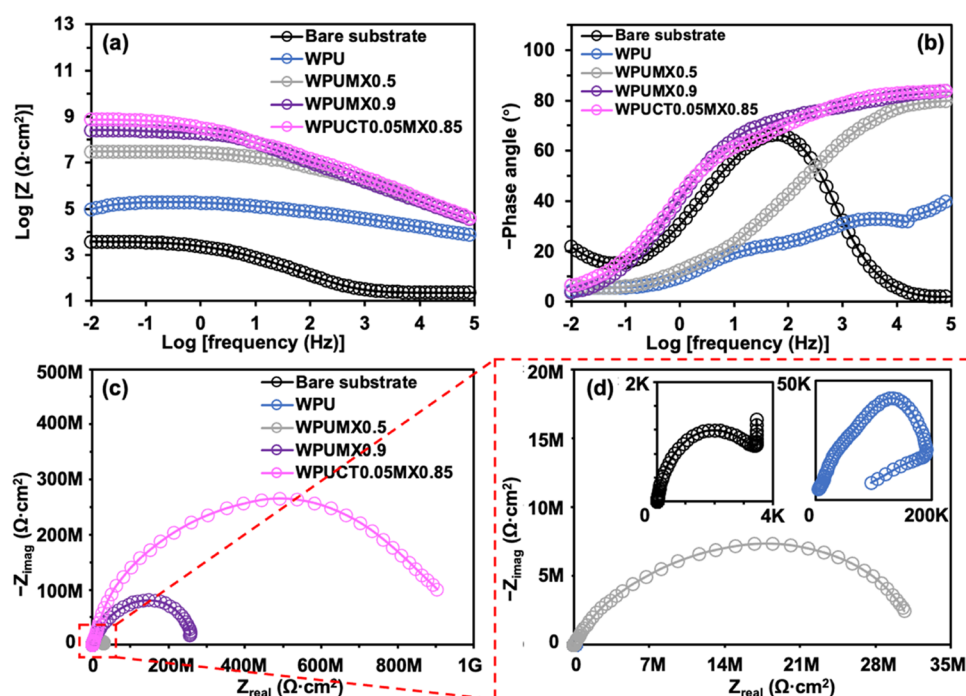 (a)
Log [Z (Ω·cm²)]
13
11
9
7
5
3
1
Bare substrate
WPU
WPUMX0.5
WPUMX0.9
WPUCT0.05MX0.85
-2 -1 0 1 2 3 4 5
Log [frequency (Hz)]
(b)
−Phase angle (°)
100
80
60
40
20
0
Bare substrate
WPU
WPUMX0.5
WPUMX0.9
WPUCT0.05MX0.85
-2 -1 0 1 2 3 4 5
Log [frequency (Hz)]
(c)
−Zimag (Ω·cm²)
500M
400M
300M
200M
100M
0
Bare substrate
WPU
WPUMX0.5
WPUMX0.9
WPUCT0.05MX0.85
0 200M 400M 600M 800M 1G
Zreal (Ω·cm²)
(d)
−Zimag (Ω·cm²)
20M
15M
10M
5M
0
2K
0 4K
50K
0 200K
0 7M 14M 21M 28M 35M
Zreal (Ω·cm²)